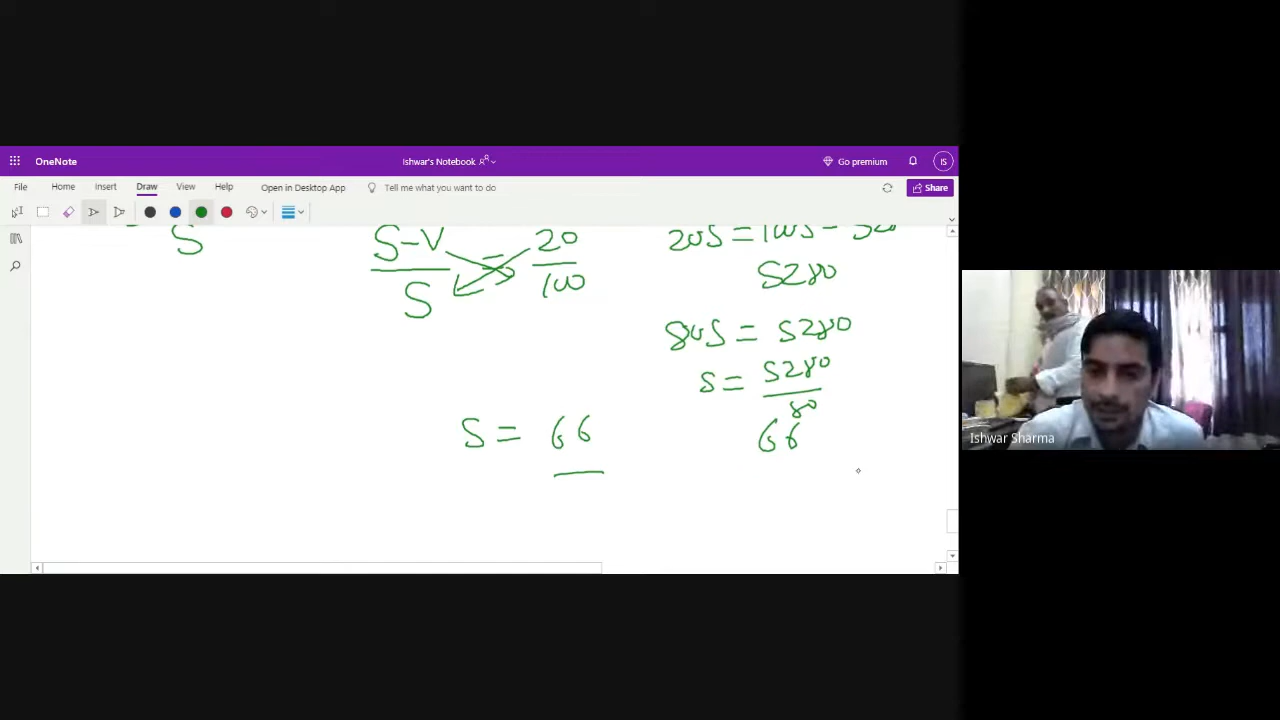 OneNote
Ishwar's Notebook
Go premium
IS
File Home Insert Draw View Help Open in Desktop App Tell me what you want to do
Share
S
S-V = 20
S 100
20S = 100S -
5280
80S = 5280
S = 5280
80
S = 66
66
Ishwar Sharma